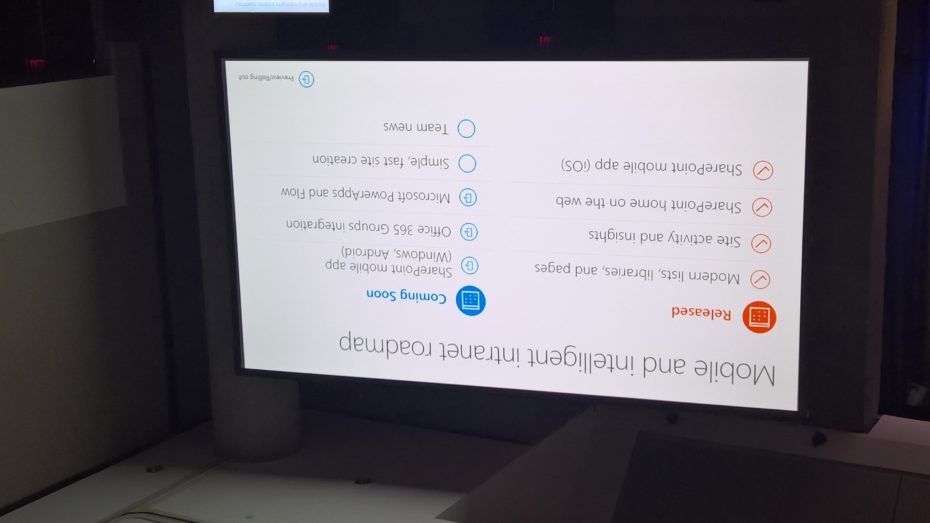 Mobile and intelligent intranet roadmap
Released
Modern lists, libraries, and pages
Site activity and insights
SharePoint home on the web
SharePoint mobile app (iOS)
Coming Soon
SharePoint mobile app
(Windows, Android)
Office 365 Groups integration
Microsoft PowerApps and Flow
Simple, fast site creation
Team news
Preview/Rolling out